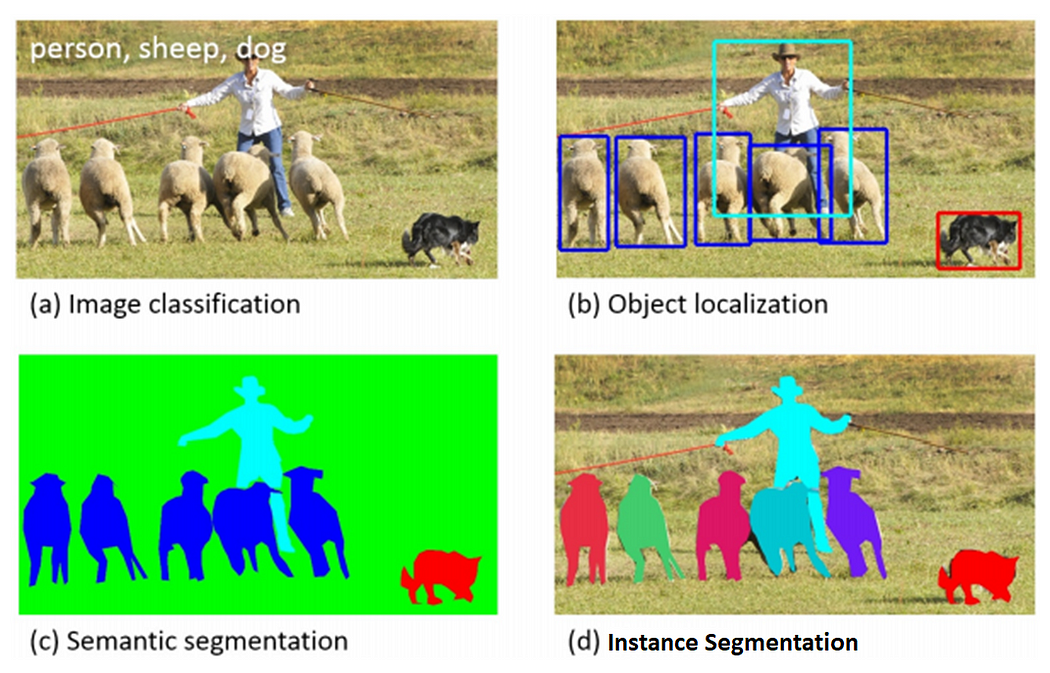 person, sheep, dog
(a) Image classification
(b) Object localization
(c) Semantic segmentation
(d) Instance Segmentation